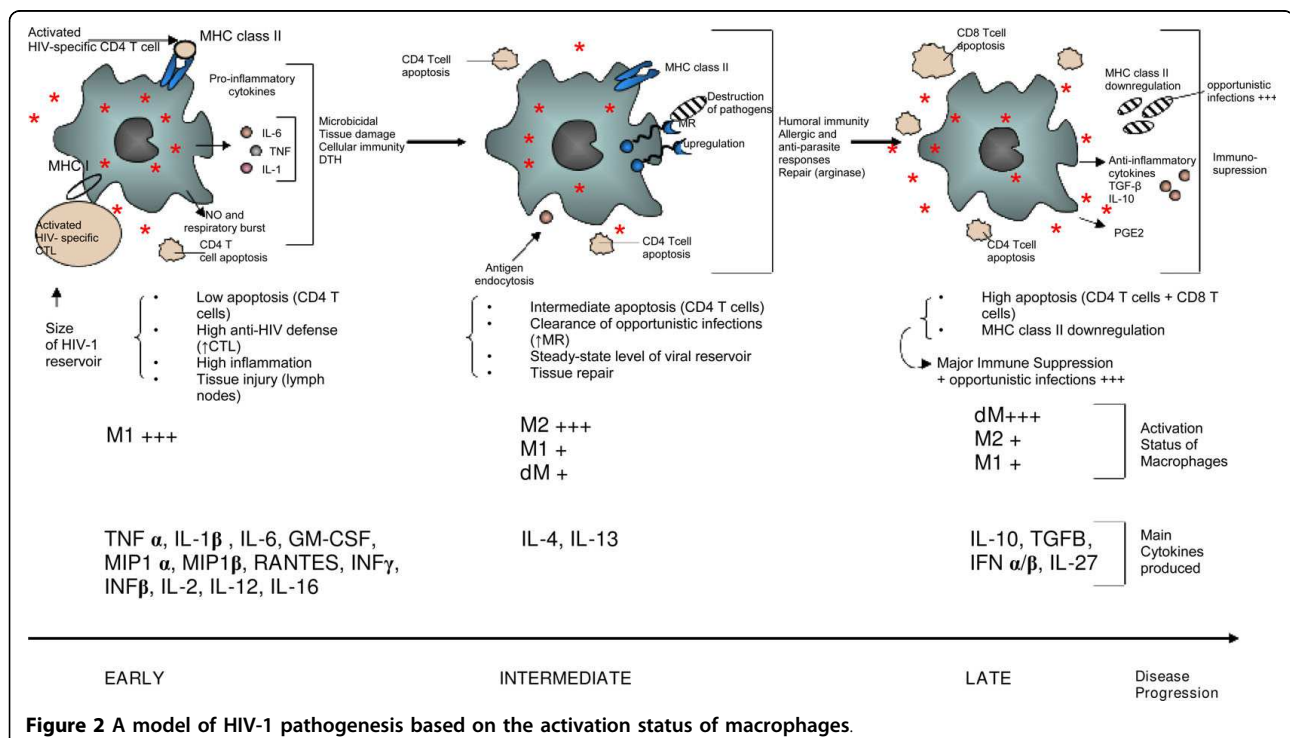 Activated
HIV-specific CD4 T cell
MHC class II
Pro-inflammatory
cytokines
IL-6
TNF
IL-1
MHC I
Activated
HIV- specific
CTL
NO and
respiratory burst
CD4 T
cell apoptosis
Microbicidal
Tissue damage
Cellular immunity
DTH
CD4 Tcell
apoptosis
MHC class II
Destruction
of pathogens
MR
upregulation
Antigen
endocytosis
CD4 Tcell
apoptosis
Humoral immunity
Allergic and
anti-parasite
responses
Repair (arginase)
CD8 Tcell
apoptosis
MHC class II
downregulation
opportunistic
infections +++
Anti-inflammatory
cytokines
TGF-β
IL-10
PGE2
CD4 Tcell
apoptosis
Immuno-
supression
Size
of HIV-1
reservoir
• Low apoptosis (CD4 T
cells)
• High anti-HIV defense
(↑CTL)
• High inflammation
• Tissue injury (lymph
nodes)
• Intermediate apoptosis (CD4 T cells)
• Clearance of opportunistic infections
(↑MR)
• Steady-state level of viral reservoir
• Tissue repair
• High apoptosis (CD4 T cells + CD8 T
cells)
• MHC class II downregulation
Major Immune Suppression
+ opportunistic infections +++
M1 +++
M2 +++
M1 +
dM +
dM+++
M2 +
M1 +
Activation
Status of
Macrophages
TNF α, IL-1β , IL-6, GM-CSF,
MIP1 α, MIP1β, RANTES, INFγ,
INFβ, IL-2, IL-12, IL-16
IL-4, IL-13
IL-10, TGFB,
IFN α/β, IL-27
Main
Cytokines
produced
EARLY
INTERMEDIATE
LATE
Disease
Progression
Figure 2 A model of HIV-1 pathogenesis based on the activation status of macrophages.